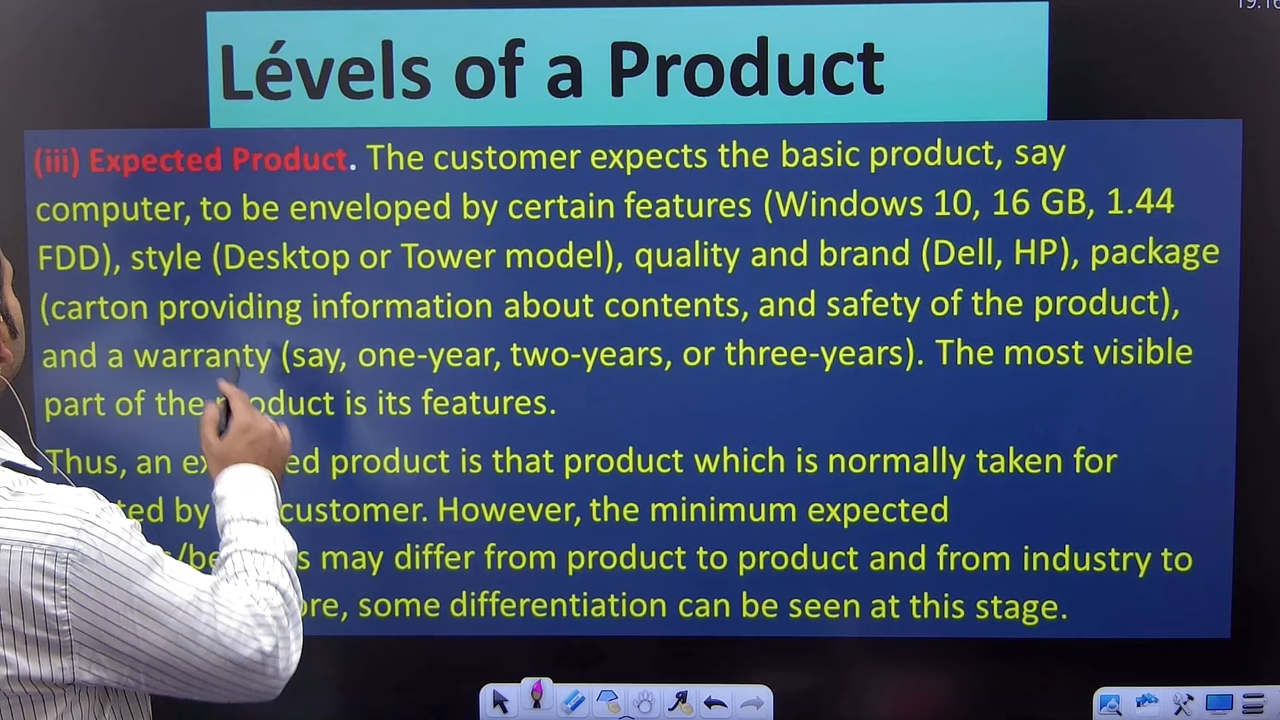 19:16
Lévels of a Product
(iii) Expected Product. The customer expects the basic product, say
computer, to be enveloped by certain features (Windows 10, 16 GB, 1.44
FDD), style (Desktop or Tower model), quality and brand (Dell, HP), package
(carton providing information about contents, and safety of the product),
and a warranty (say, one-year, two-years, or three-years). The most visible
part of the product is its features.
Thus, an product is that product which is normally taken for
by customer. However, the minimum expected
may differ from product to product and from industry to
some differentiation can be seen at this stage.